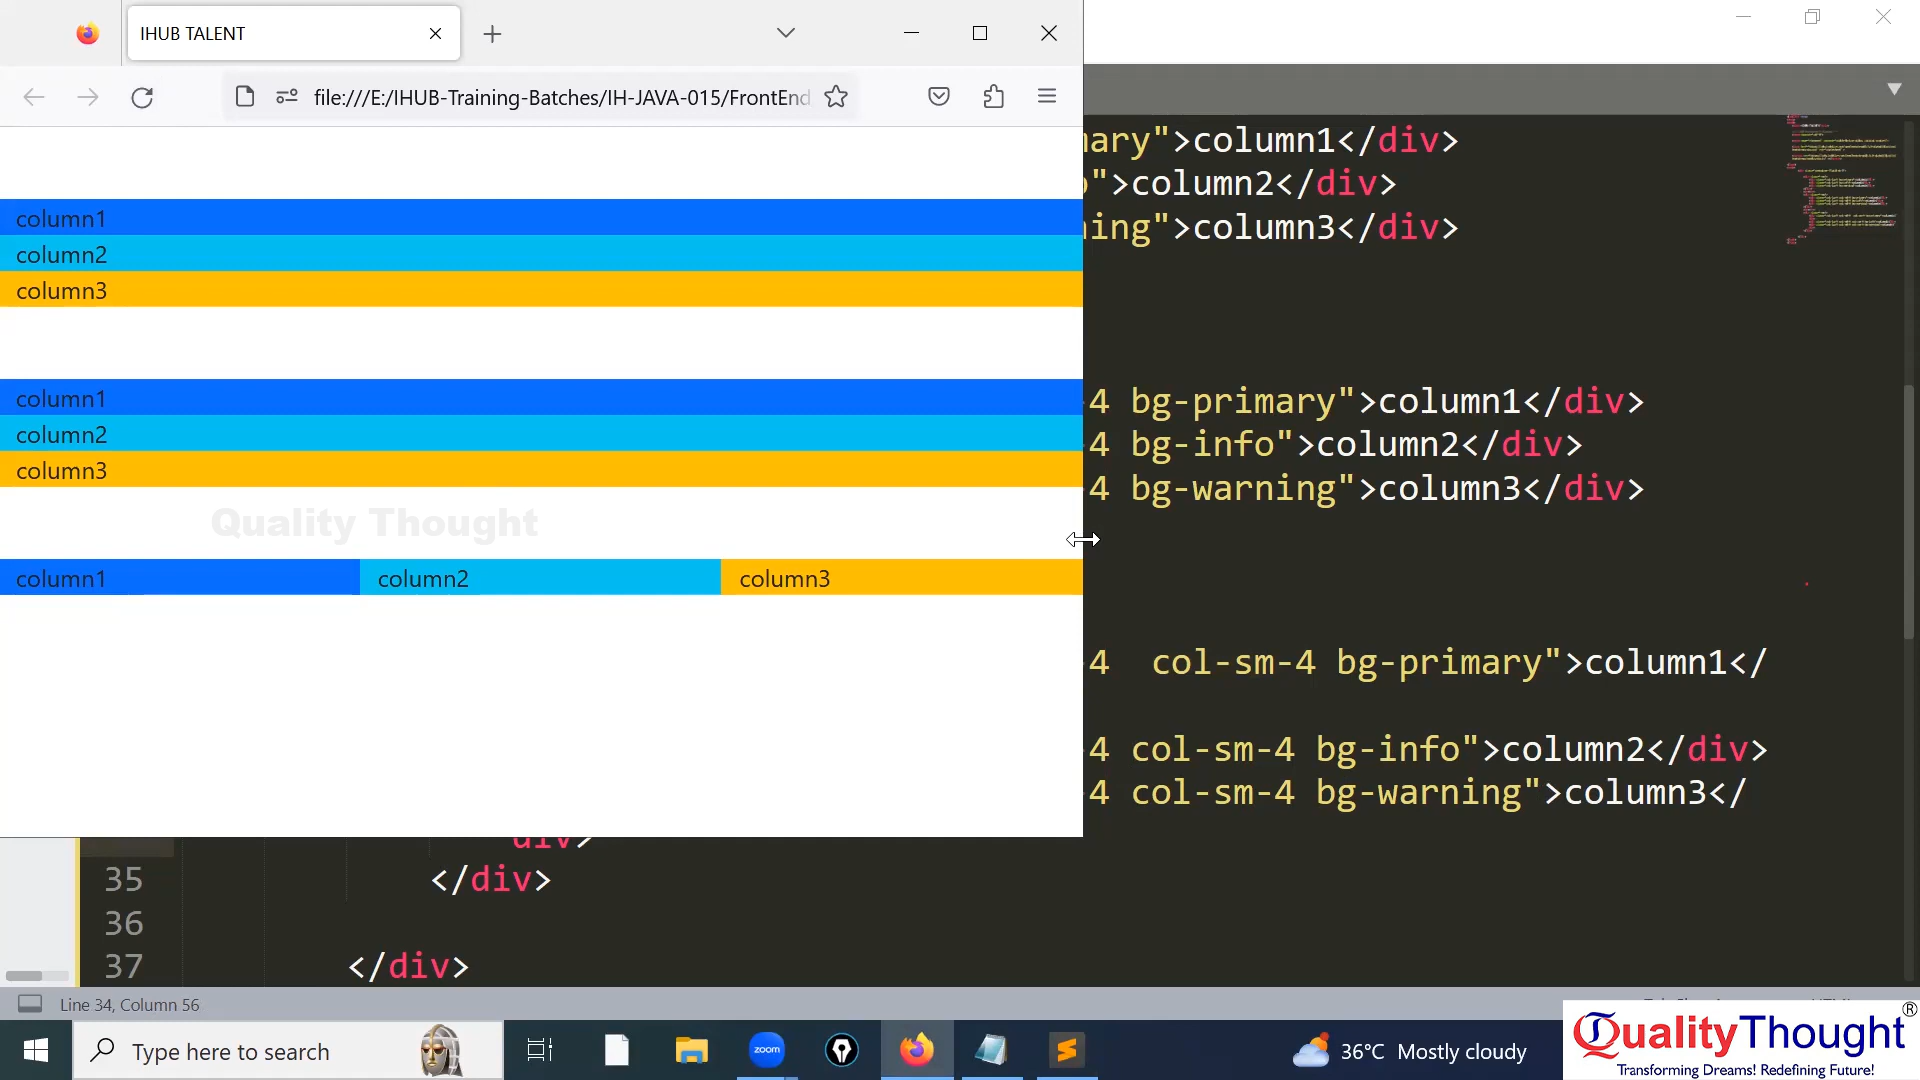 IHUB TALENT
file:///E:/IHUB-Training-Batches/IH-JAVA-015/FrontEnd
column1
column2
column3
column1
column2
column3
Quality Thought
column1 column2 column3
mary">column1</div>
o">column2</div>
ning">column3</div>
-4 bg-primary">column1</div>
-4 bg-info">column2</div>
-4 bg-warning">column3</div>
-4  col-sm-4 bg-primary">column1</
-4 col-sm-4 bg-info">column2</div>
-4 col-sm-4 bg-warning">column3</
div>
35 </div>
36
37 </div>
Line 34, Column 56
Type here to search
zoom
36°C Mostly cloudy
QualityThought®
Transforming Dreams! Redefining Future!